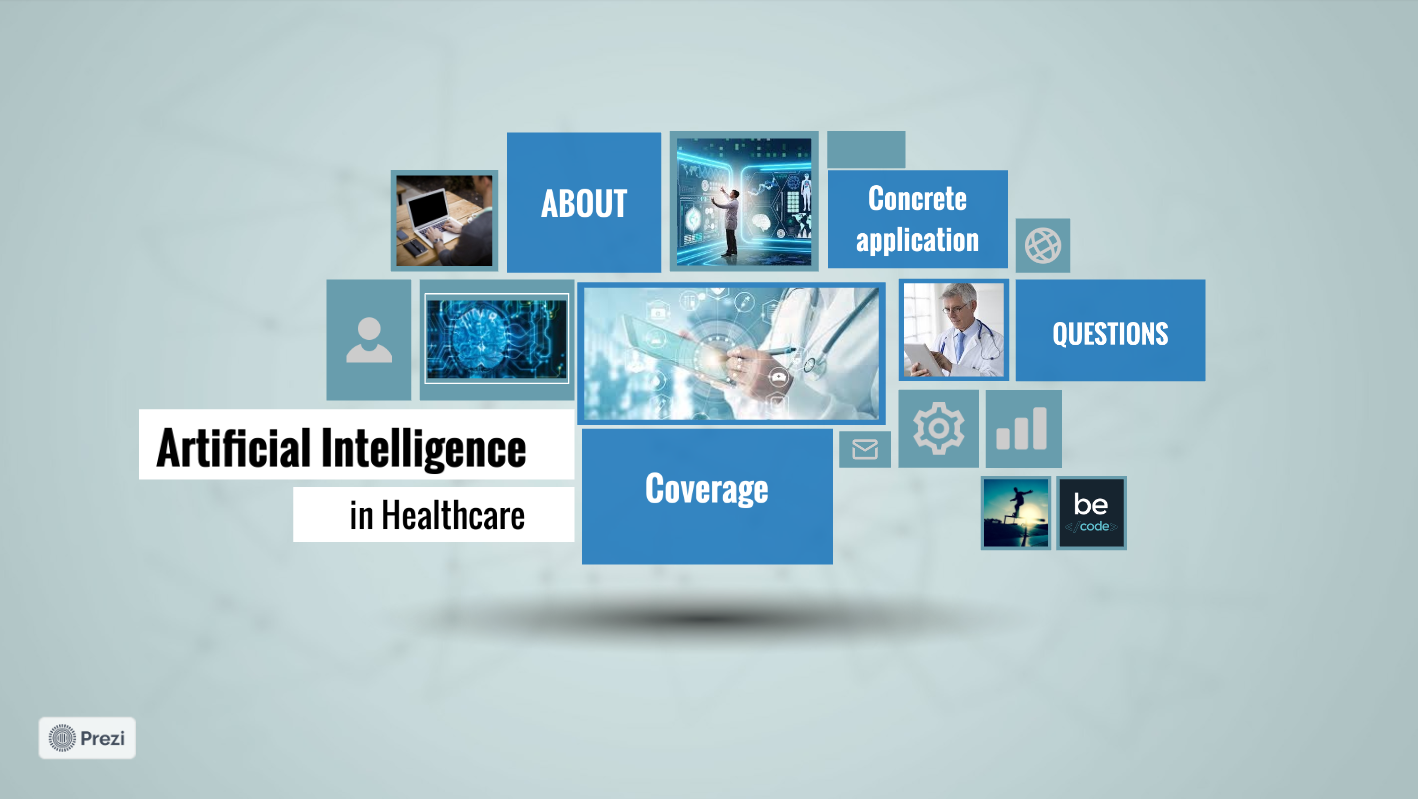 ABOUT
Concrete
application
QUESTIONS
Artificial Intelligence
in Healthcare
Coverage
be
</code>
Prezi